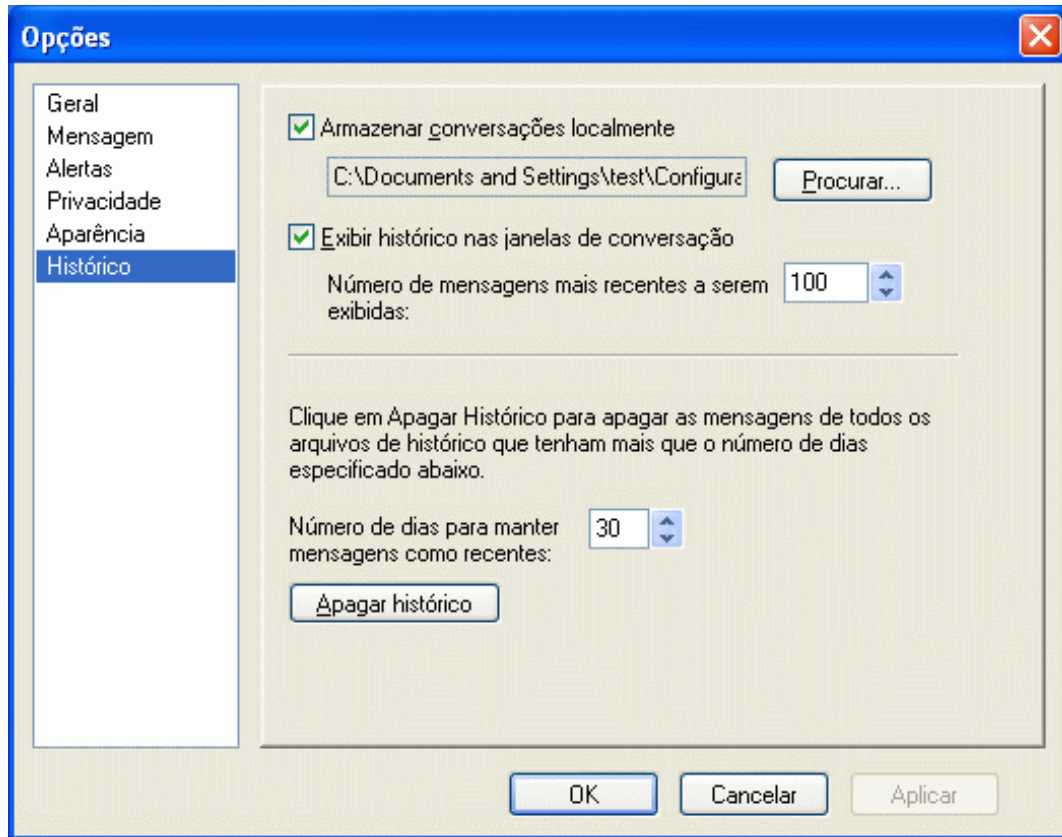 Opções
Geral
Mensagem
Alertas
Privacidade
Aparência
Histórico
Armazenar conversações localmente
C:\Documents and Settings\test\Configura
Procurar...
Exibir histórico nas janelas de conversação
Número de mensagens mais recentes a serem
exibidas:
100
Clique em Apagar Histórico para apagar as mensagens de todos os
arquivos de histórico que tenham mais que o número de dias
especificado abaixo.
Número de dias para manter
mensagens como recentes:
30
Apagar histórico
OK
Cancelar
Aplicar